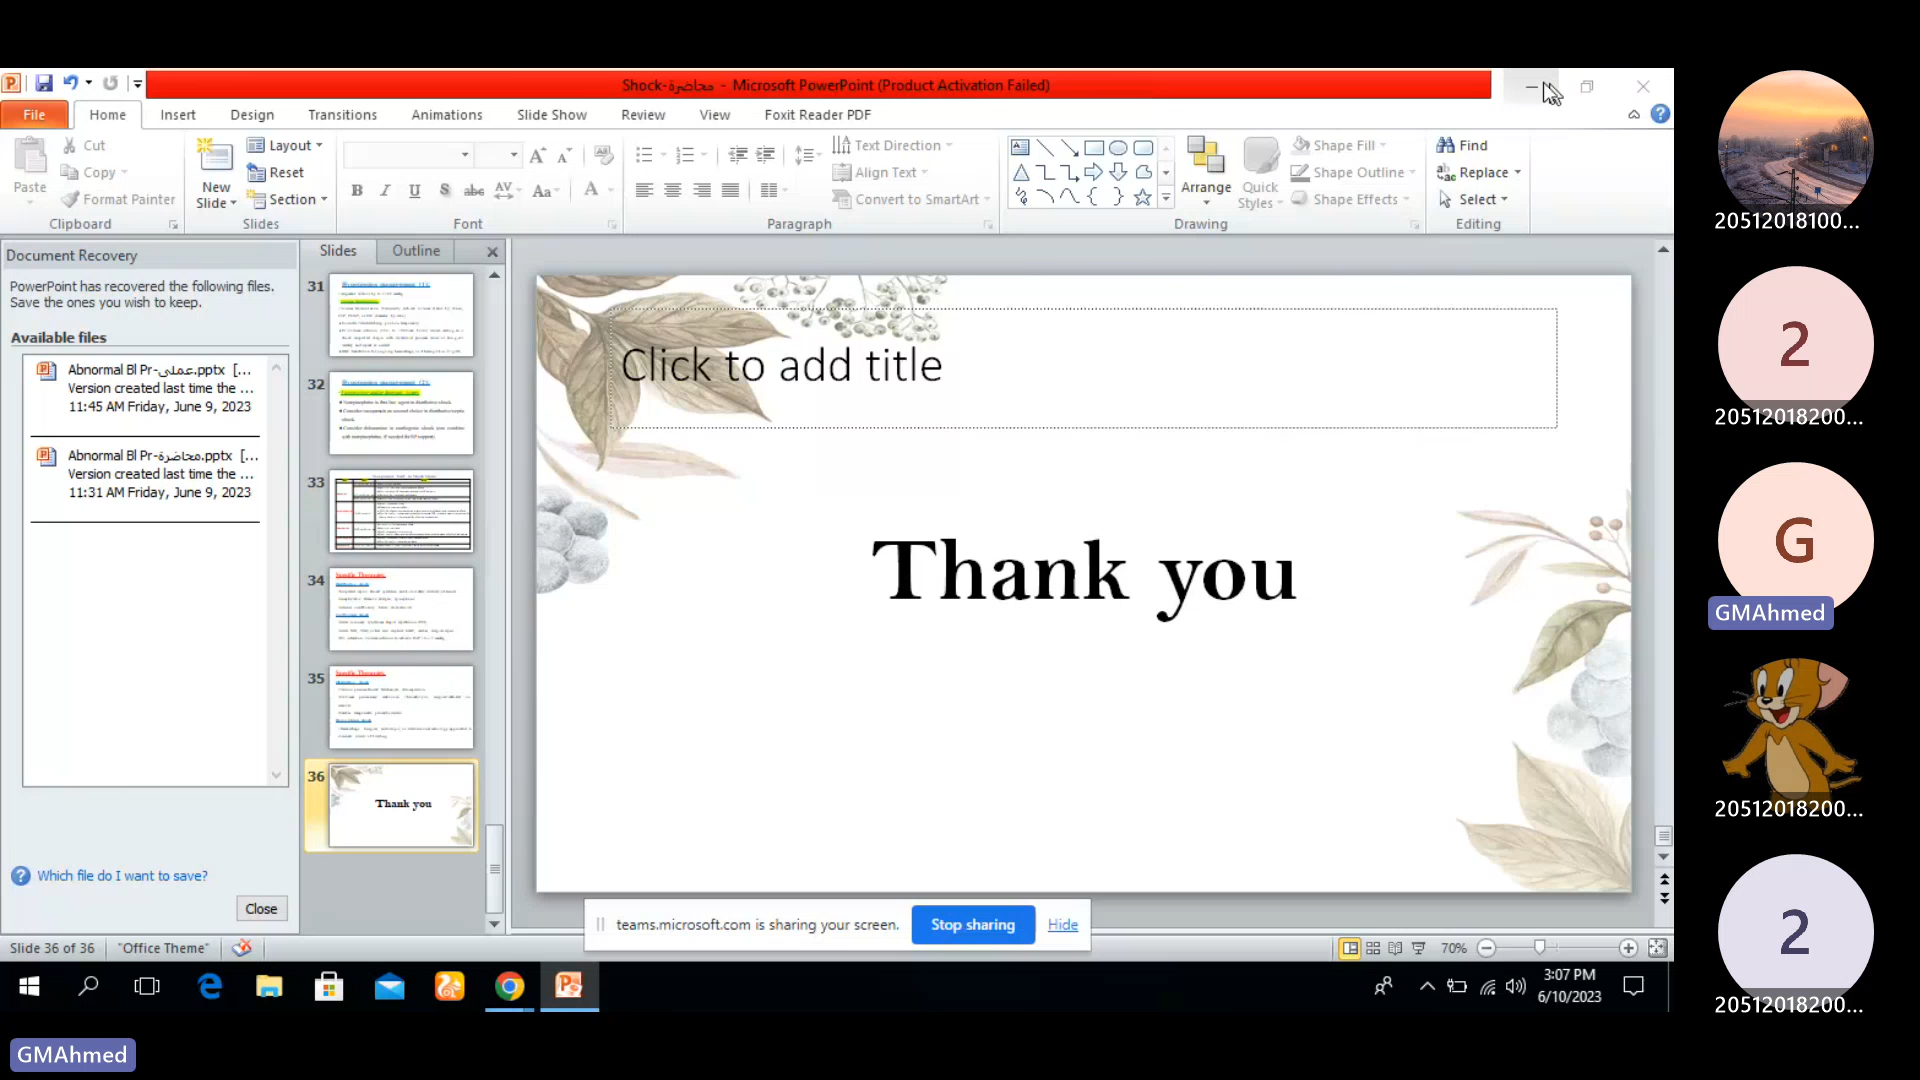 Shock-محاضرة - Microsoft PowerPoint (Product Activation Failed)
File Home Insert Design Transitions Animations Slide Show Review View Foxit Reader PDF
Paste
Cut
Copy
Format Painter
Clipboard
New Slide
Layout
Reset
Section
Slides
Font
Text Direction
Align Text
Convert to SmartArt
Paragraph
Arrange
Quick Styles
Shape Fill
Shape Outline
Shape Effects
Drawing
Find
Replace
Select
Editing
Document Recovery
PowerPoint has recovered the following files.
Save the ones you wish to keep.
Available files
Abnormal Bl Pr-عملى.pptx [...
Version created last time the ...
11:45 AM Friday, June 9, 2023
Abnormal Bl Pr-محاضرة.pptx [...
Version created last time the ...
11:31 AM Friday, June 9, 2023
Which file do I want to save?
Close
Slides Outline
31
32
33
34
35
36
Thank you
Click to add title
Thank you
teams.microsoft.com is sharing your screen. Stop sharing Hide
Slide 36 of 36 "Office Theme" 70%
3:07 PM
6/10/2023
20512018100...
2
20512018200...
G
GMAhmed
20512018200...
2
20512018200...
GMAhmed